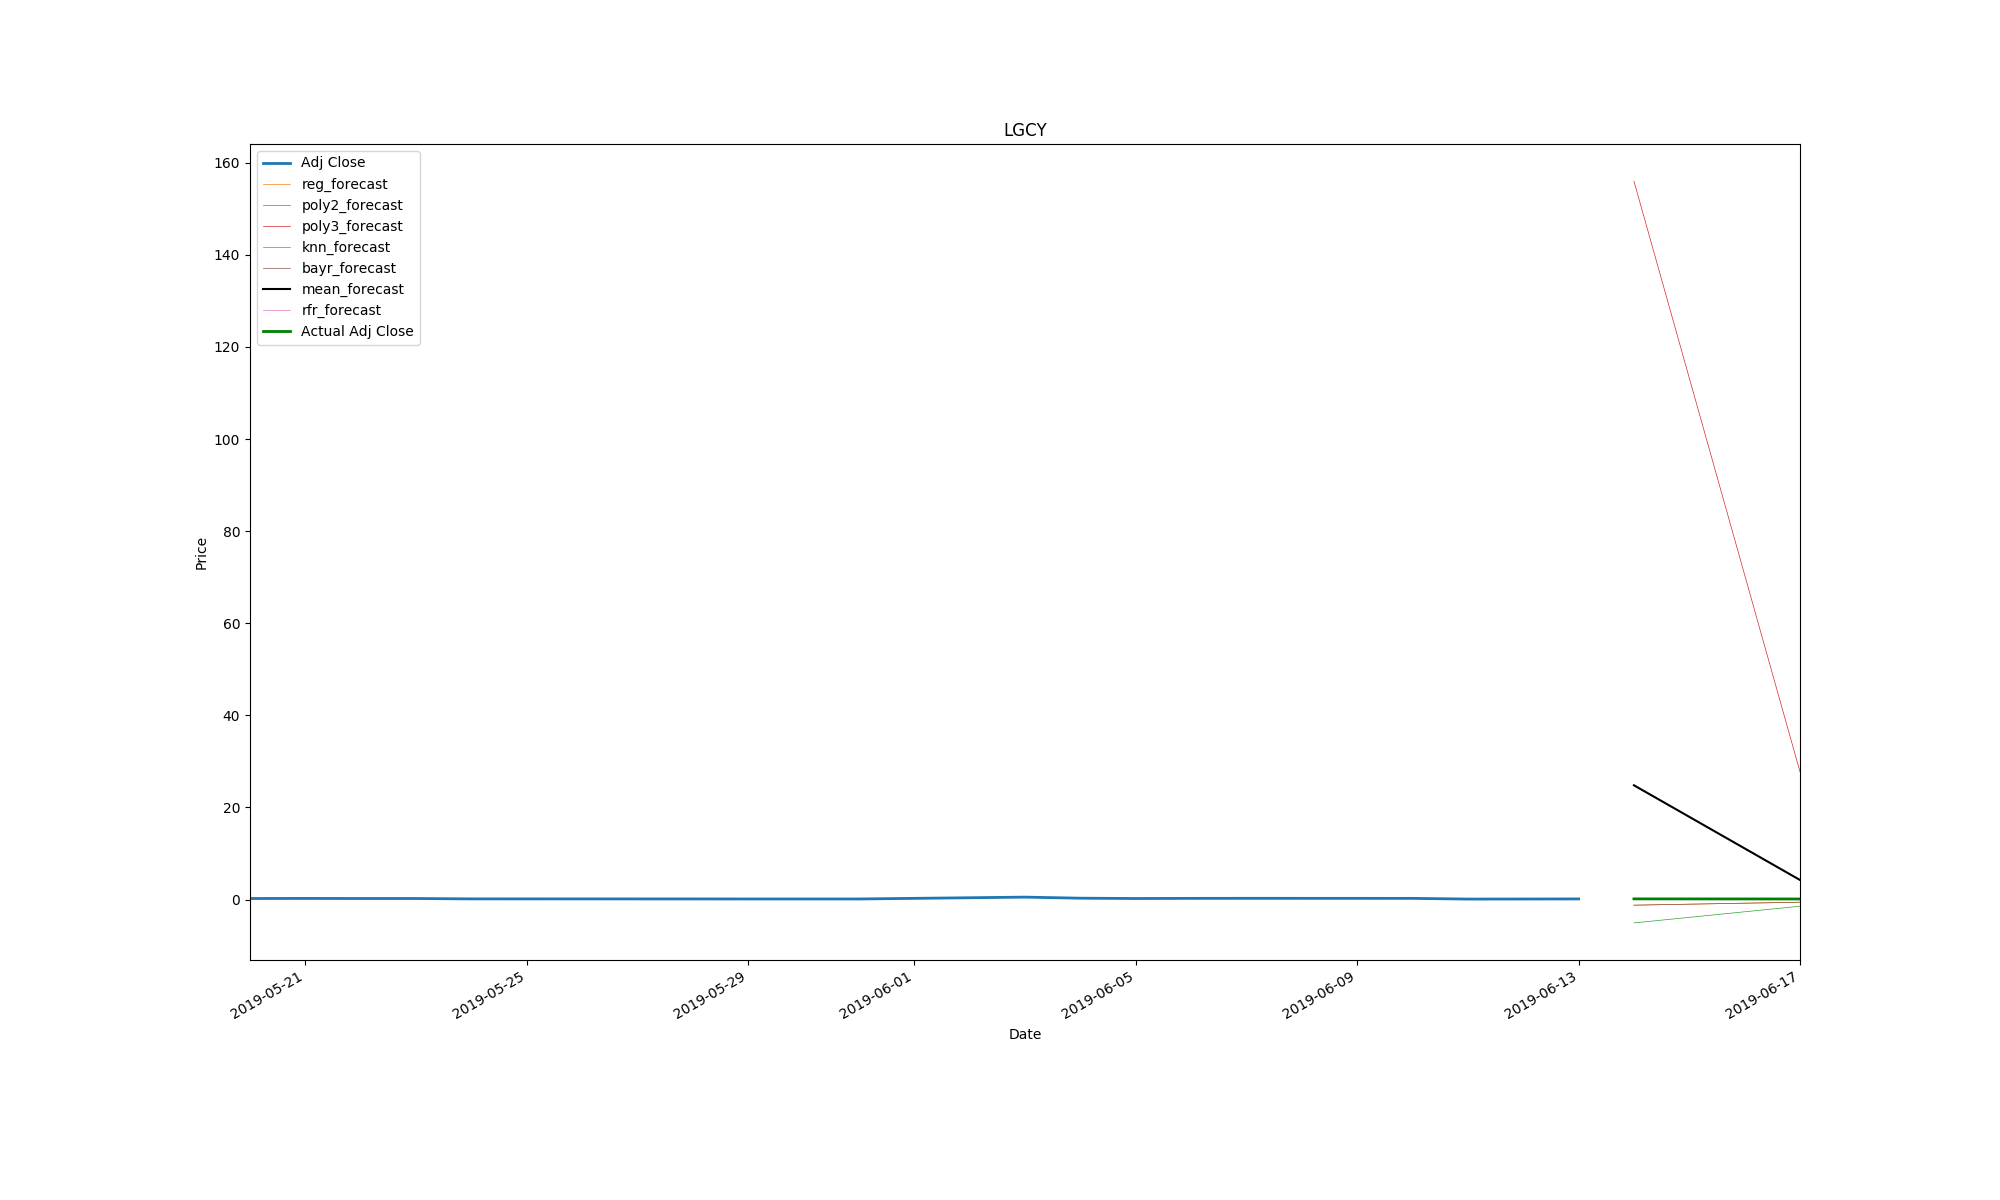 LGCY
Adj Close
reg_forecast
poly2_forecast
poly3_forecast
knn_forecast
bayr_forecast
mean_forecast
rfr_forecast
Actual Adj Close
160
140
120
100
80
60
40
20
0
Price
2019-05-21
2019-05-25
2019-05-29
2019-06-01
2019-06-05
2019-06-09
2019-06-13
2019-06-17
Date